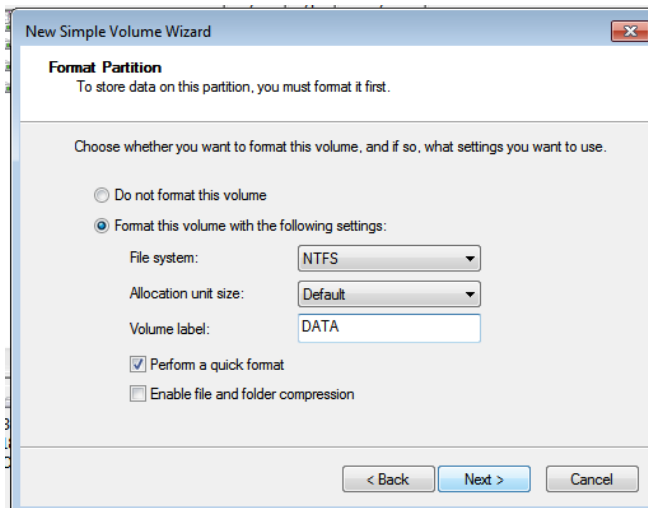 New Simple Volume Wizard
Format Partition
To store data on this partition, you must format it first.
Choose whether you want to format this volume, and if so, what settings you want to use.
Do not format this volume
Format this volume with the following settings:
File system: NTFS
Allocation unit size: Default
Volume label: DATA
Perform a quick format
Enable file and folder compression
< Back Next > Cancel